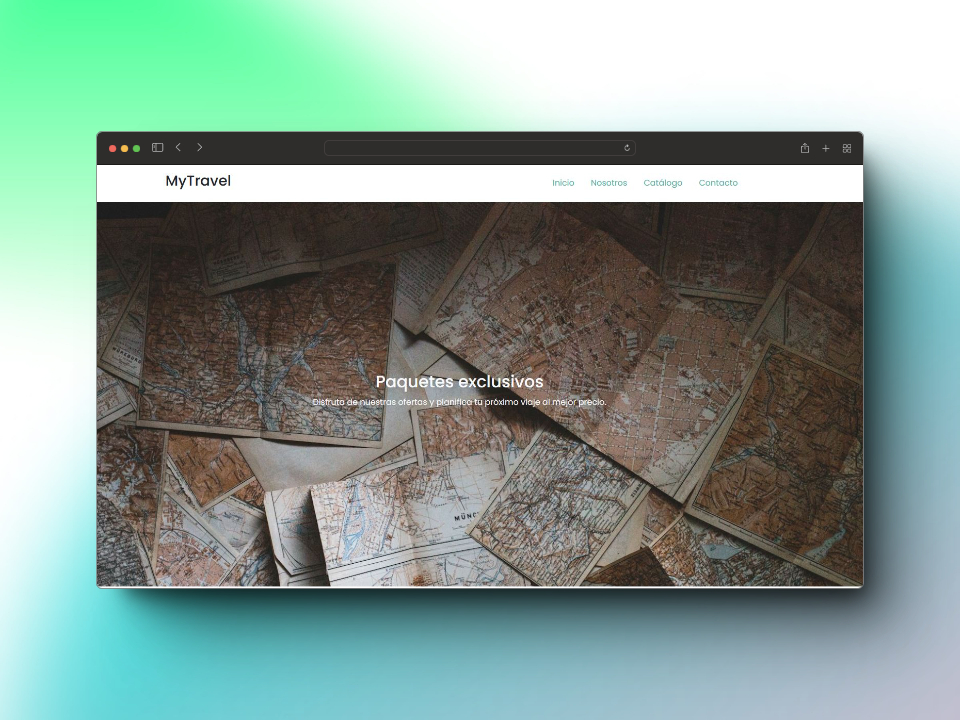 MyTravel
Inicio Nosotros Catálogo Contacto
Paquetes exclusivos
Disfruta de nuestras ofertas y planifica tu próximo viaje al mejor precio.
MÜNC